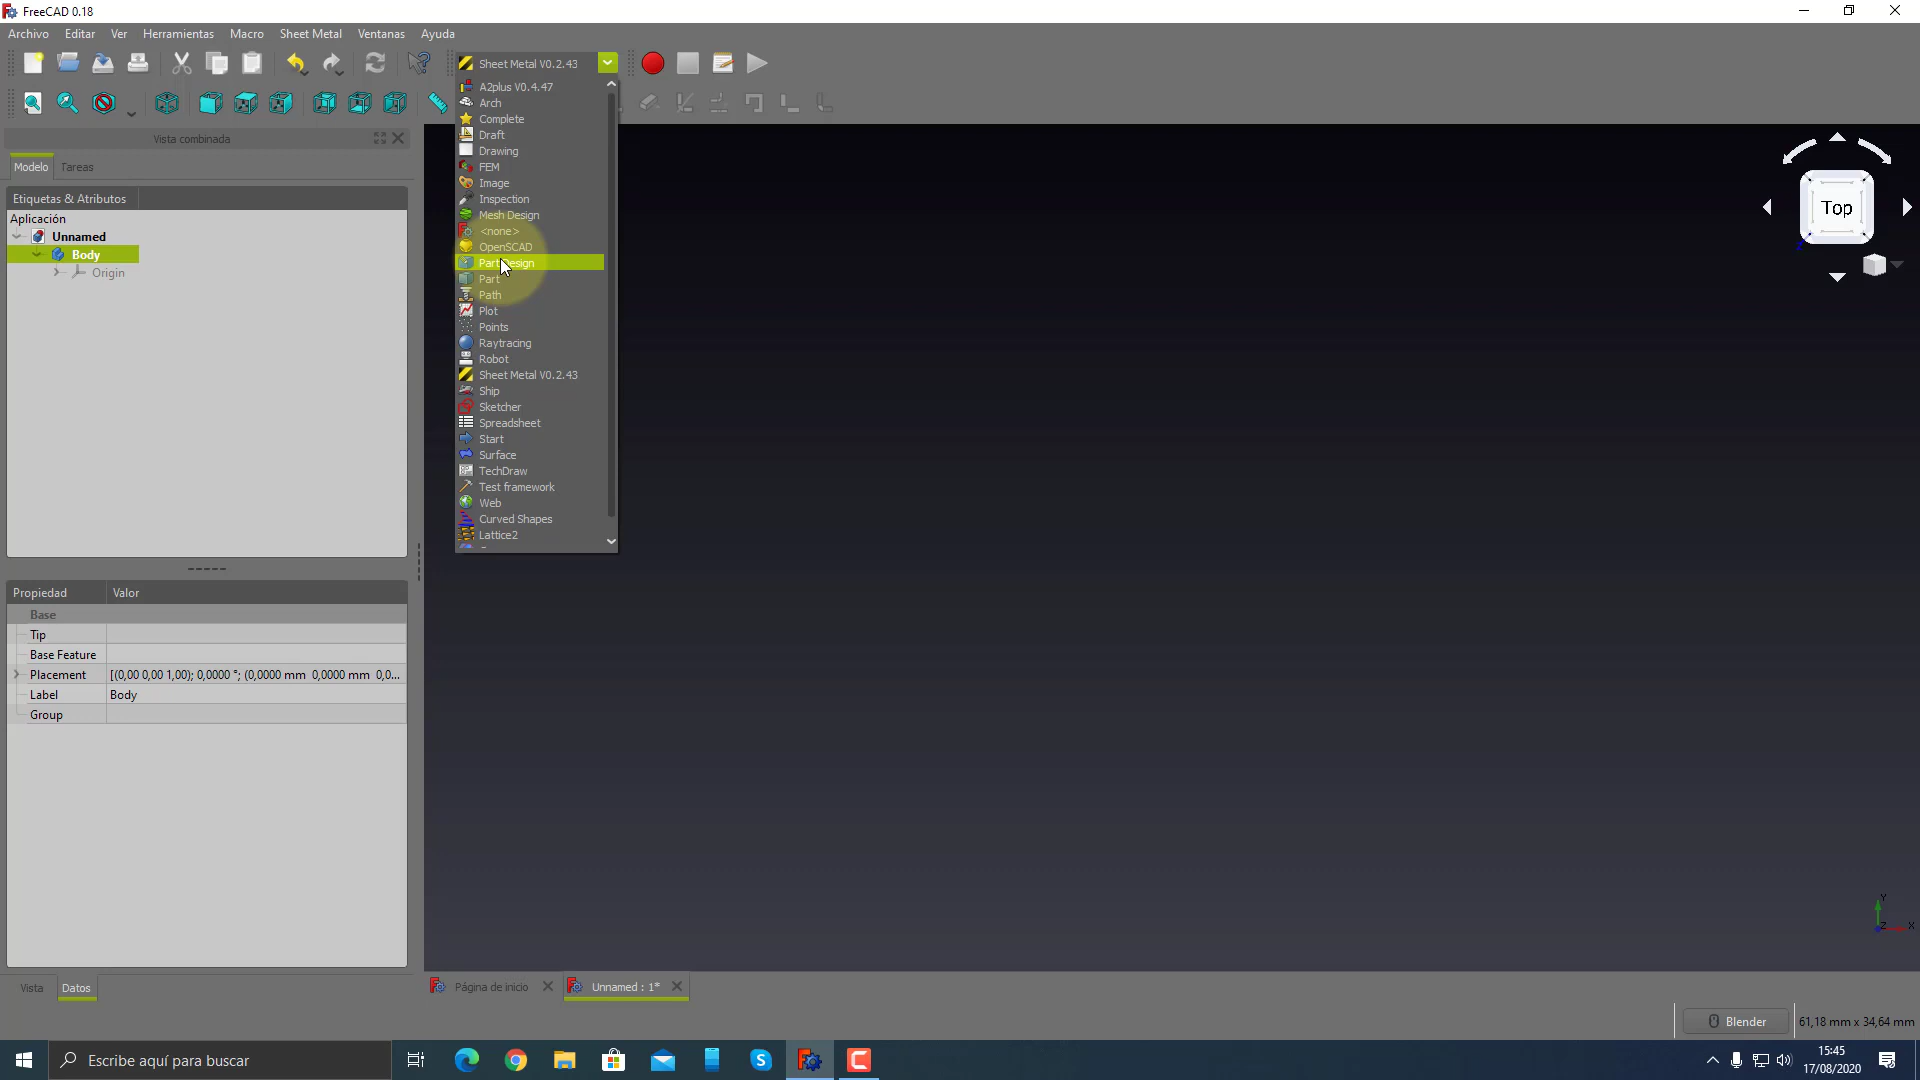 FreeCAD 0.18
Archivo Editar Ver Herramientas Macro Sheet Metal Ventanas Ayuda
Sheet Metal V0.2.43
A2plus V0.4.47
Arch
Complete
Draft
Drawing
FEM
Image
Inspection
Mesh Design
<none>
OpenSCAD
Part Design
Part
Path
Plot
Points
Raytracing
Robot
Sheet Metal V0.2.43
Ship
Sketcher
Spreadsheet
Start
Surface
TechDraw
Test framework
Web
Curved Shapes
Lattice2
Vista combinada
Modelo Tareas
Etiquetas & Atributos
Aplicación
Unnamed
Body
Origin
Top
Z
Propiedad Valor
Base
Tip
Base Feature
Placement [(0,00 0,00 1,00); 0,0000 °; (0,0000 mm 0,0000 mm 0,0...
Label Body
Group
Y
Z X
Vista Datos
Página de inicio Unnamed : 1*
Blender 61,18 mm x 34,64 mm
Escribe aquí para buscar
15:45
17/08/2020